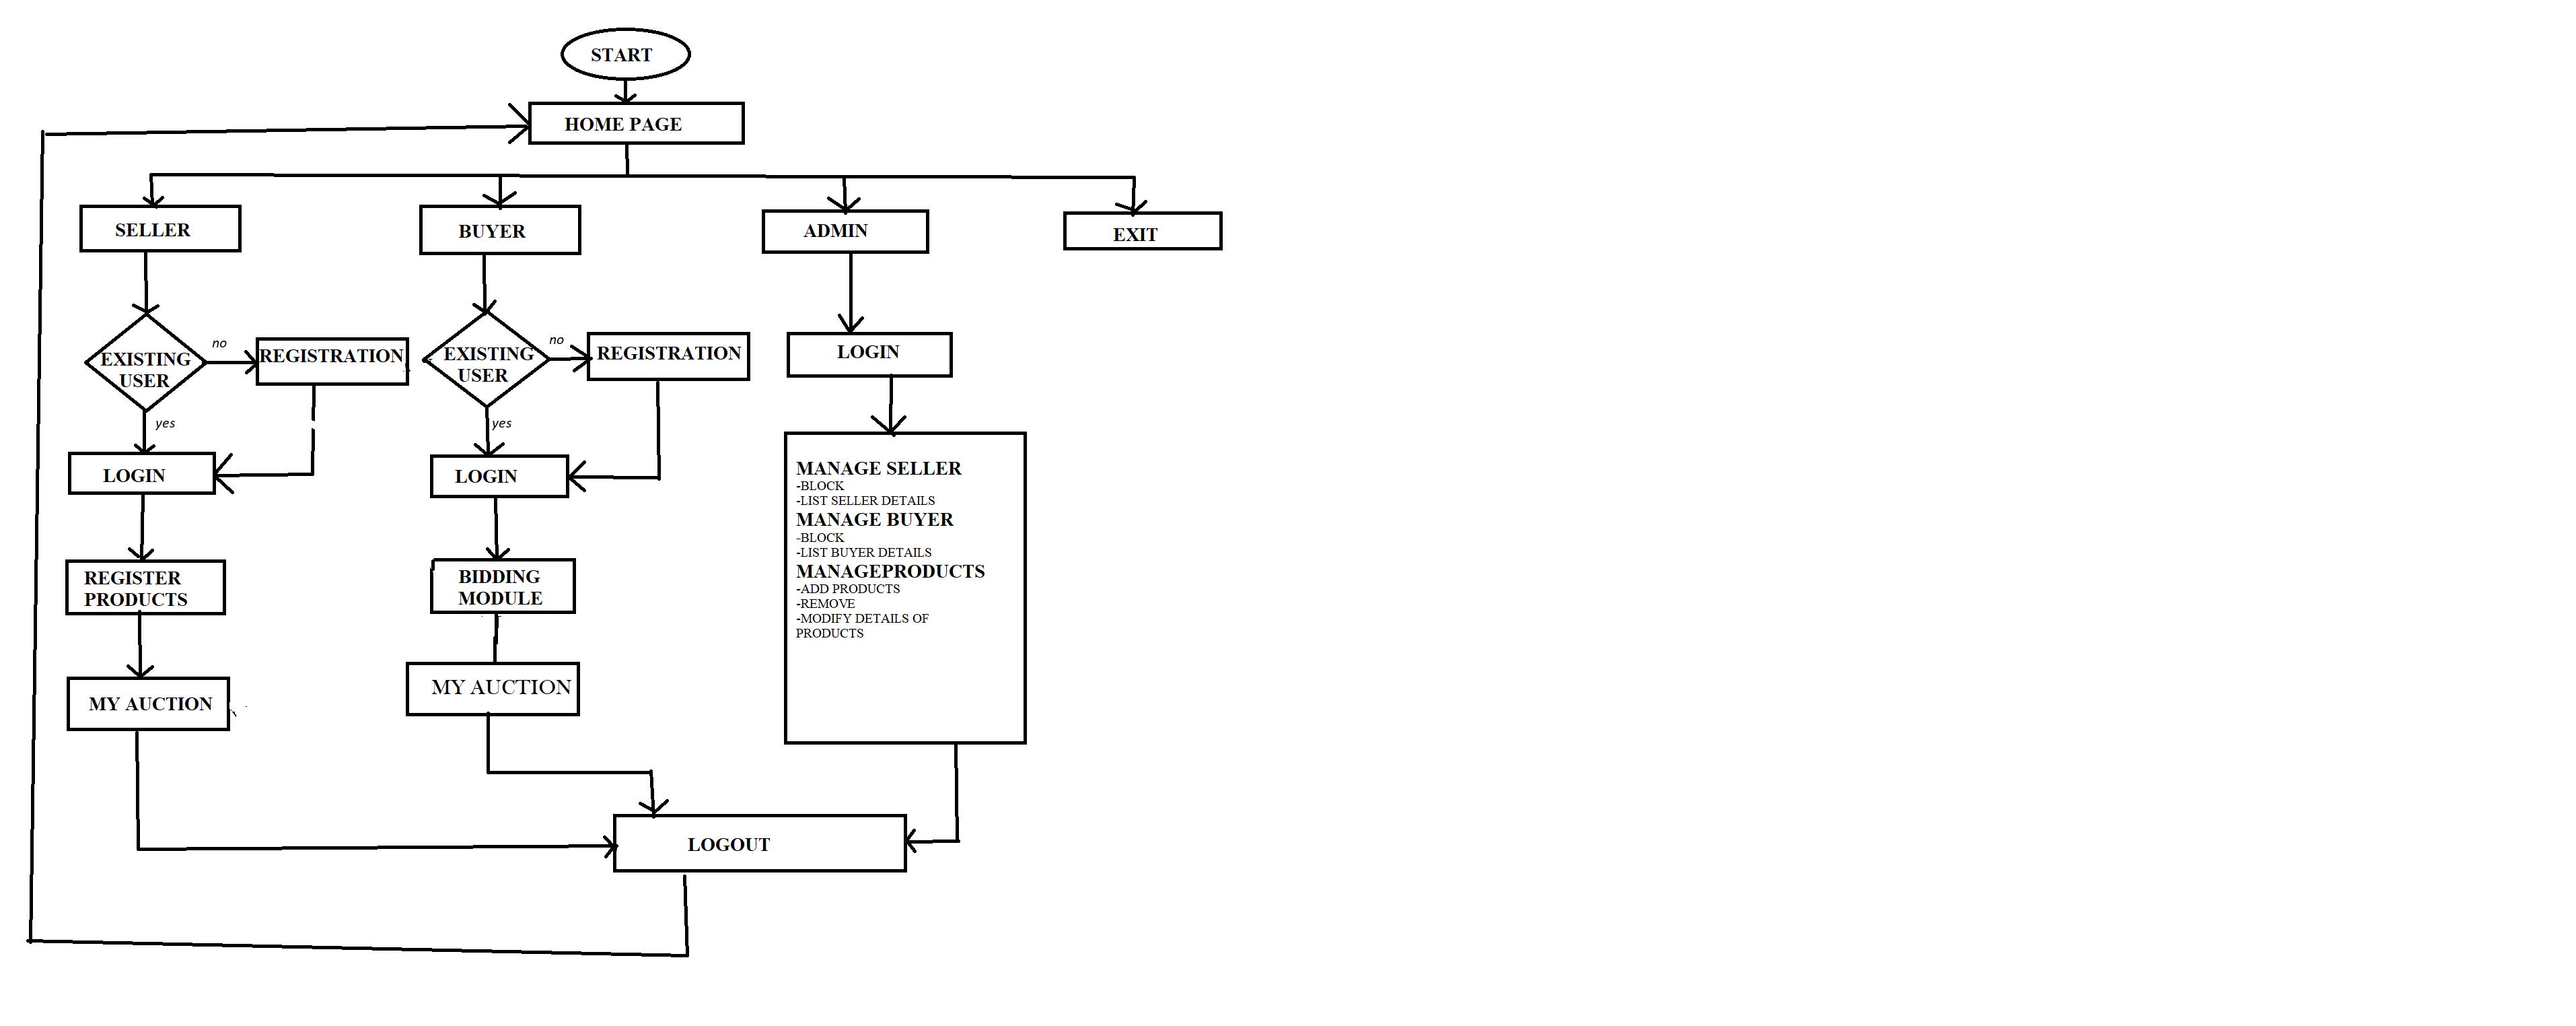 START
HOME PAGE
SELLER
BUYER
ADMIN
EXIT
EXISTING
USER
no
REGISTRATION
yes
EXISTING
USER
no
REGISTRATION
yes
LOGIN
LOGIN
LOGIN
REGISTER
PRODUCTS
BIDDING
MODULE
MANAGE SELLER
-BLOCK
-LIST SELLER DETAILS
MANAGE BUYER
-BLOCK
-LIST BUYER DETAILS
MANAGEPRODUCTS
-ADD PRODUCTS
-REMOVE
-MODIFY DETAILS OF
PRODUCTS
MY AUCTION
MY AUCTION
LOGOUT